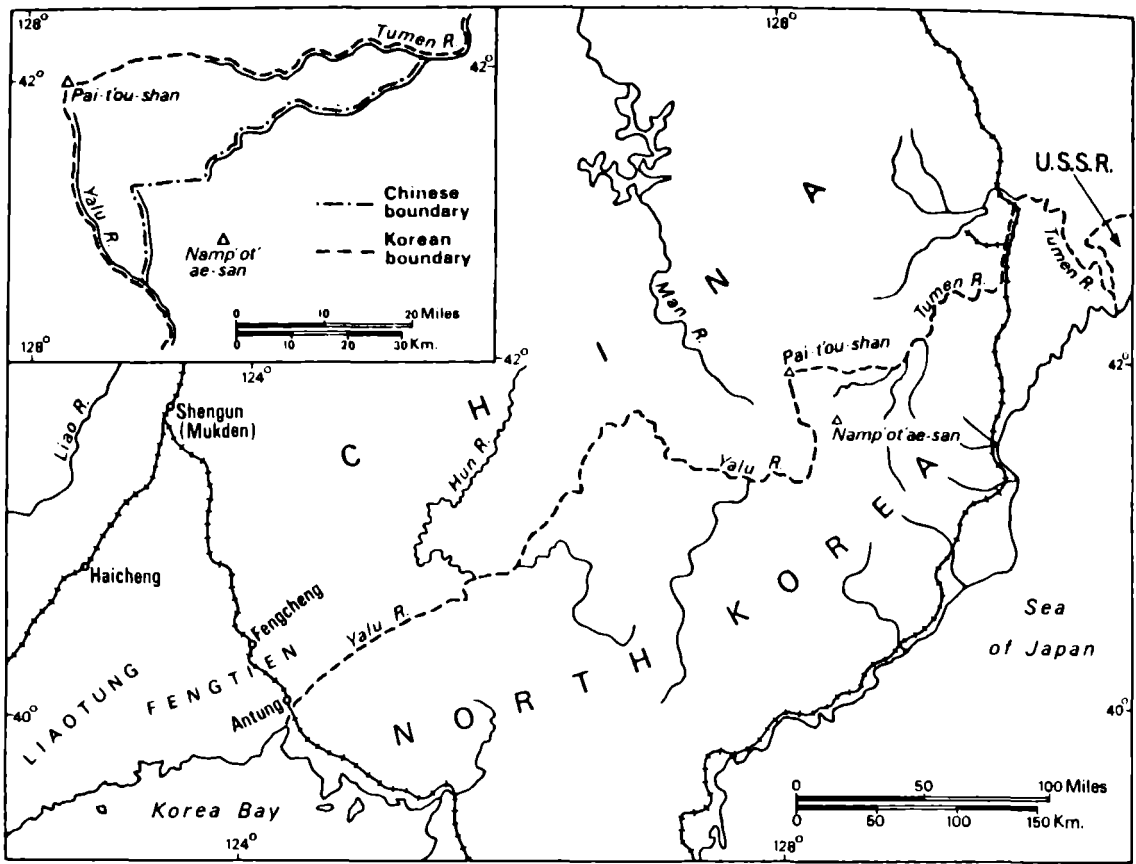 128°
128°
Tumen R.
42°
42°
Pai-t'ou-shan
Yalu R.
Namp'ot'
ae-san
Chinese
boundary
Korean
boundary
0 10 20 Miles
0 10 20 30 Km.
128°
124°
42°
42°
U.S.S.R.
Tumen R.
Tumen R.
Man R.
Pai-t'ou-shan
Namp'ot'ae-san
Liao R.
Shengun
(Mukden)
CHINA
Hun R.
Yalu R.
Haicheng
Fengcheng
Yalu R.
NORTH KOREA
Sea
of Japan
LIAOTUNG
FENGTIEN
Antung
40°
40°
Korea Bay
0 50 100 Miles
0 50 100 150 Km.
124°
128°